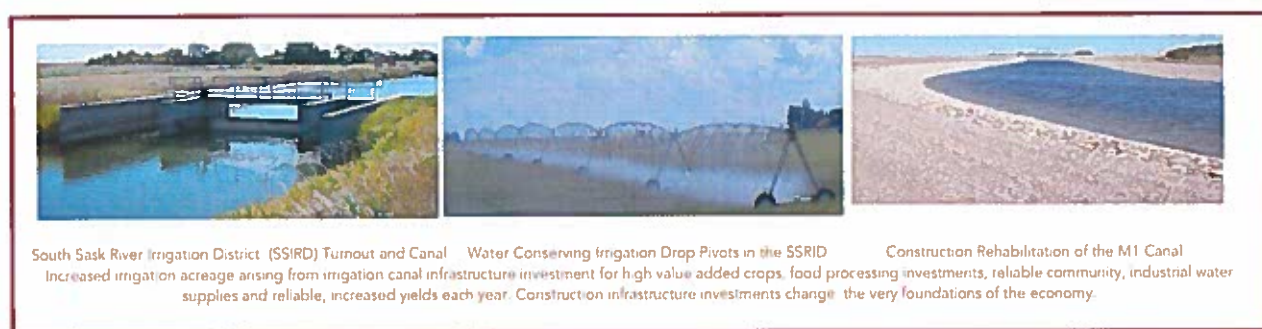 South Sask River Irrigation District (SSIRD) Turnout and Canal Water Conserving Irrigation Drop Pivots in the SSRID Construction Rehabilitation of the M1 Canal
Increased irrigation acreage arising from irrigation canal infrastructure investment for high value added crops, food processing investments, reliable community, industrial water
supplies and reliable, increased yields each year. Construction infrastructure investments change the very foundations of the economy.